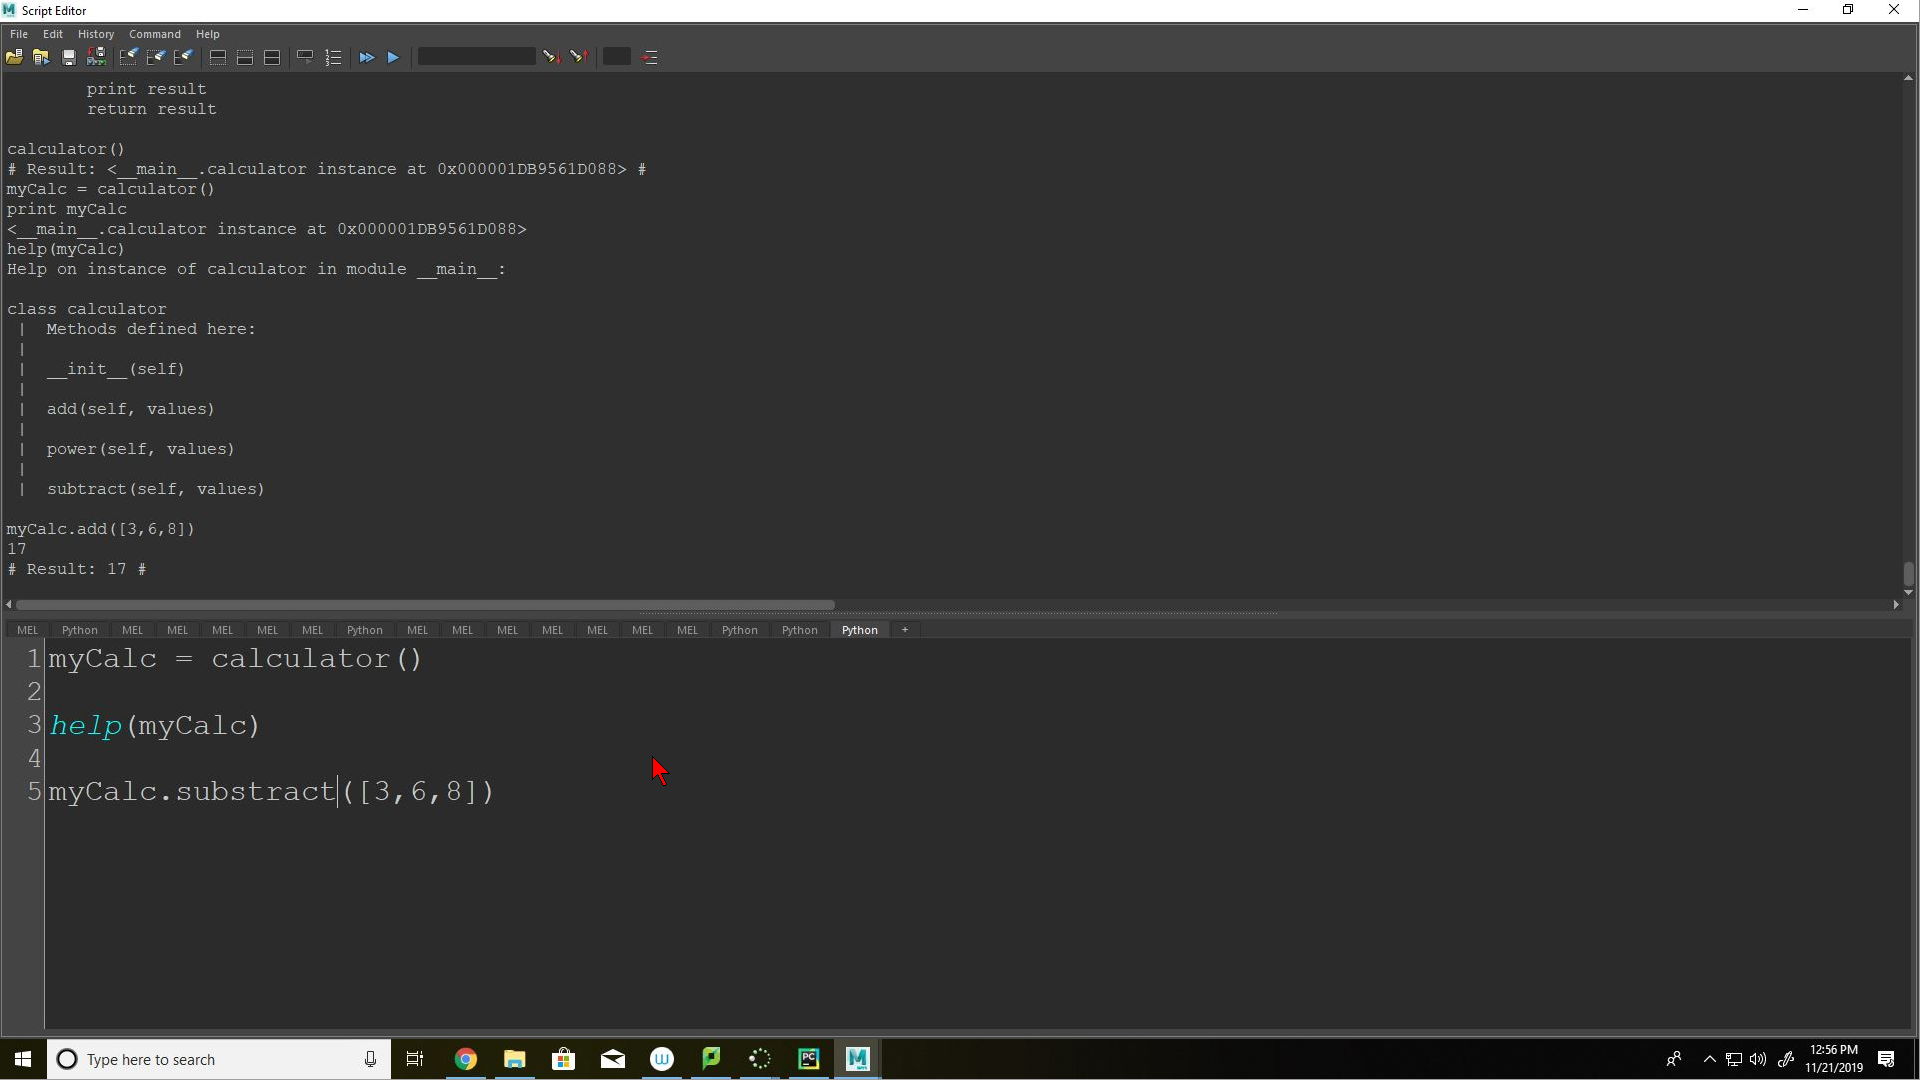 Script Editor
File Edit History Command Help
print result
return result
calculator()
# Result: <__main__.calculator instance at 0x000001DB9561D088> #
myCalc = calculator()
print myCalc
<__main__.calculator instance at 0x000001DB9561D088>
help(myCalc)
Help on instance of calculator in module __main__:
class calculator
| Methods defined here:
|
| __init__(self)
|
| add(self, values)
|
| power(self, values)
|
| subtract(self, values)
myCalc.add([3,6,8])
17
# Result: 17 #
MEL Python MEL MEL MEL MEL MEL Python MEL MEL MEL MEL MEL MEL MEL Python Python Python +
1 myCalc = calculator()
2
3 help(myCalc)
4
5 myCalc.substract([3,6,8])
Type here to search
12:56 PM
11/21/2019